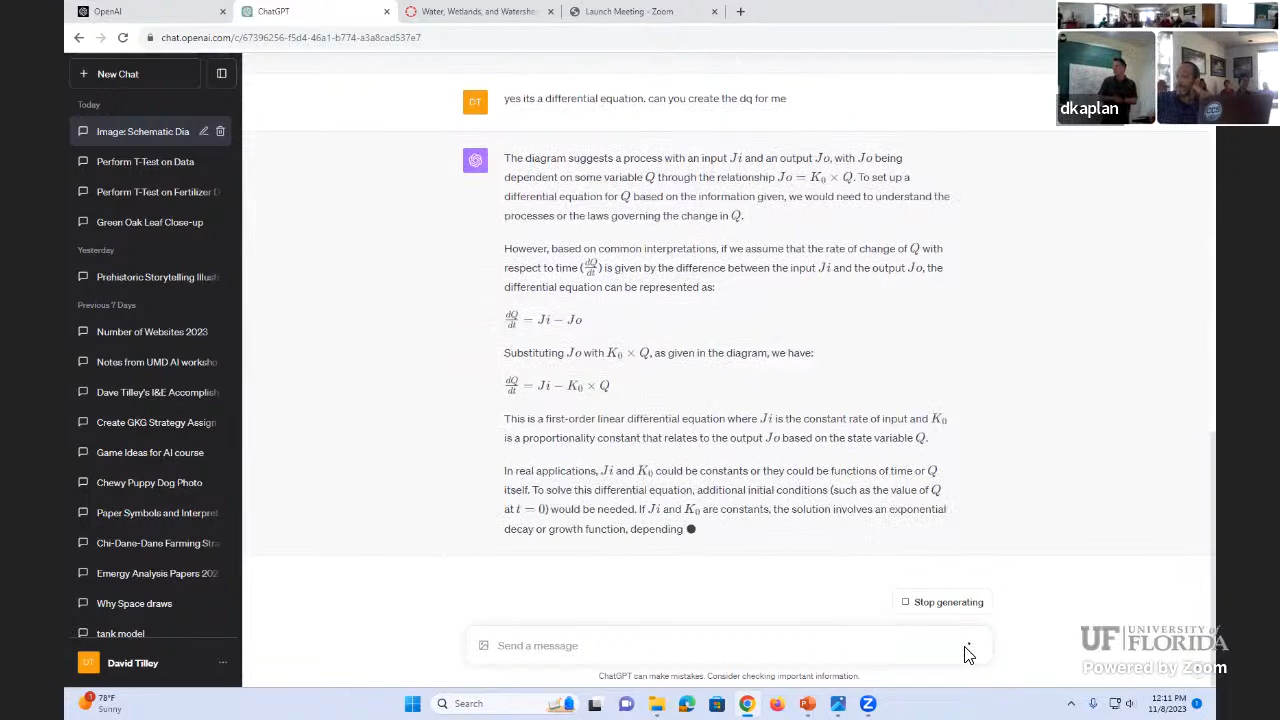 OpenAI
ChatGPT
Water, Wetlands, and Watershe
Launch Meeting - Zoom
chat.openai.com/c/67396256-f5d4-46a1-b774-a3a8cad537e7
dkaplan
New Chat
Today
Image: Schematic Dia
Perform T-Test on Data
Perform T-Test on Fertilizer D
Green Oak Leaf Close-up
Yesterday
Prehistoric Storytelling Illust
Previous 7 Days
Number of Websites 2023
Notes from UMD AI worksho
Dave Tilley's I&E Accomplish
Create GKG Strategy Assign
Game Ideas for AI course
Chewy Puppy Dog Photo
Paper Symbols and Interpret
Chi-Dane-Dane Farming Stra
Emergy Analysis Papers 202
Why Space draws
tank model
DT
David Tilley
DT
yes its a differential equation. can you create the dq for me
The diagram suggests a process with an input Ji and an output Jo, with Jo being
dependent on some variable Q through the relationship Jo = K₀ × Q. To set up a
differential equation for Q based on the information given, we would need to understand the
processes or the laws governing the change in Q.
However, based on common interpretations, if we assume that the rate of change of Q with
respect to time (dQ/dt) is given by the difference between the input Ji and the output Jo, the
differential equation can be represented as:
dQ/dt = Ji − Jo
Substituting Jo with K₀ × Q, as given in the diagram, we have:
dQ/dt = Ji − K₀ × Q
This is a first-order linear differential equation where Ji is the constant rate of input and K₀
is a proportionality constant that relates to the output Jo based on the state variable Q.
In real applications, Ji and K₀ could be constants or they could be functions of time or Q
itself. To solve this differential equation, additional initial conditions (such as the value of Q
at t = 0) would be needed. If Ji and K₀ are constants, the solution involves an exponential
decay or growth function, depending
Stop generating
Send a message
ChatGPT can make mistakes. Consider checking important information.
UF UNIVERSITY of FLORIDA
Powered by Zoom
1
78°F
Sunny
Search
12:11 PM
11/8/2023
1